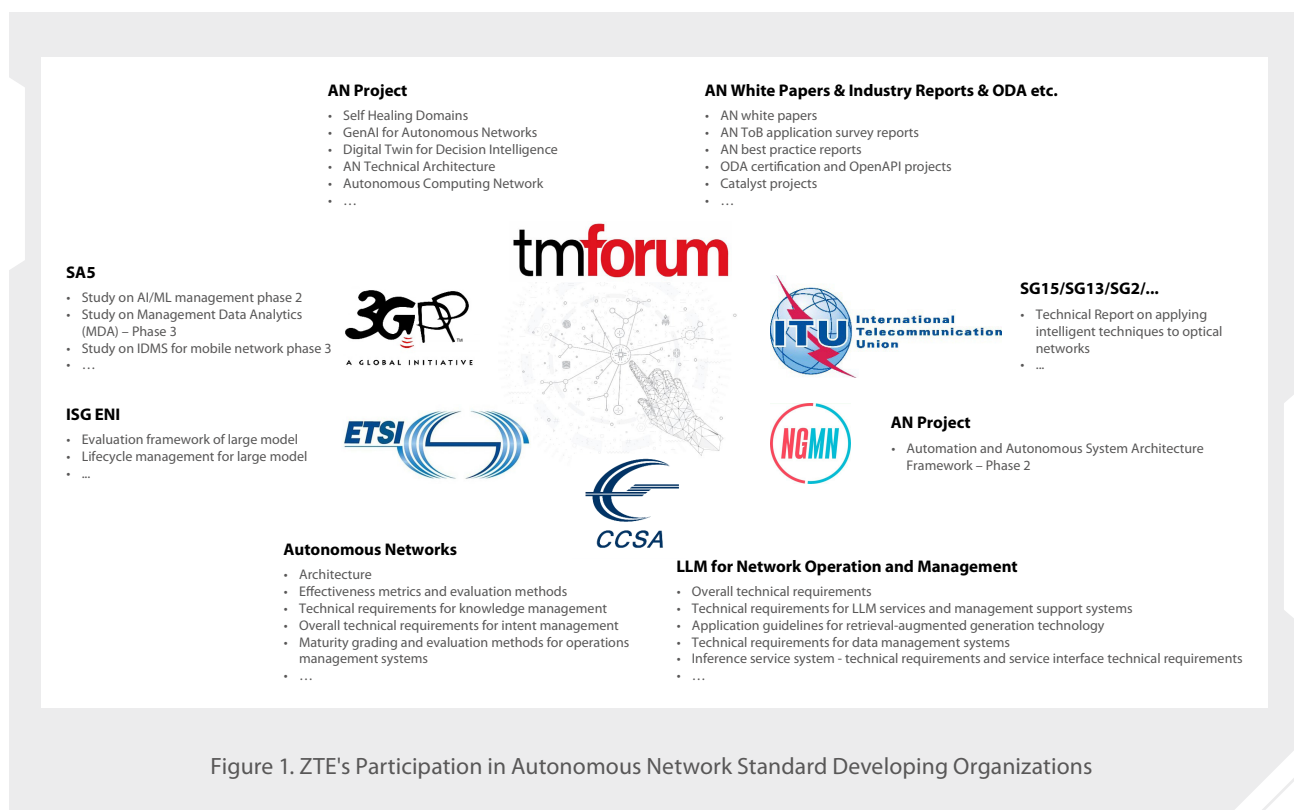 AN Project
• Self Healing Domains
• GenAI for Autonomous Networks
• Digital Twin for Decision Intelligence
• AN Technical Architecture
• Autonomous Computing Network
• …
AN White Papers & Industry Reports & ODA etc.
• AN white papers
• AN ToB application survey reports
• AN best practice reports
• ODA certification and OpenAPI projects
• Catalyst projects
• …
tmforum
SA5
• Study on AI/ML management phase 2
• Study on Management Data Analytics
(MDA) – Phase 3
• Study on IDMS for mobile network phase 3
• …
3GPP™
A GLOBAL INITIATIVE
ITU
International
Telecommunication
Union
SG15/SG13/SG2/...
• Technical Report on applying
intelligent techniques to optical
networks
• ...
ISG ENI
• Evaluation framework of large model
• Lifecycle management for large model
• ...
ETSI
NGMN
AN Project
• Automation and Autonomous System Architecture
Framework – Phase 2
CCSA
Autonomous Networks
• Architecture
• Effectiveness metrics and evaluation methods
• Technical requirements for knowledge management
• Overall technical requirements for intent management
• Maturity grading and evaluation methods for operations
management systems
• …
LLM for Network Operation and Management
• Overall technical requirements
• Technical requirements for LLM services and management support systems
• Application guidelines for retrieval-augmented generation technology
• Technical requirements for data management systems
• Inference service system - technical requirements and service interface technical requirements
• …
Figure 1. ZTE's Participation in Autonomous Network Standard Developing Organizations